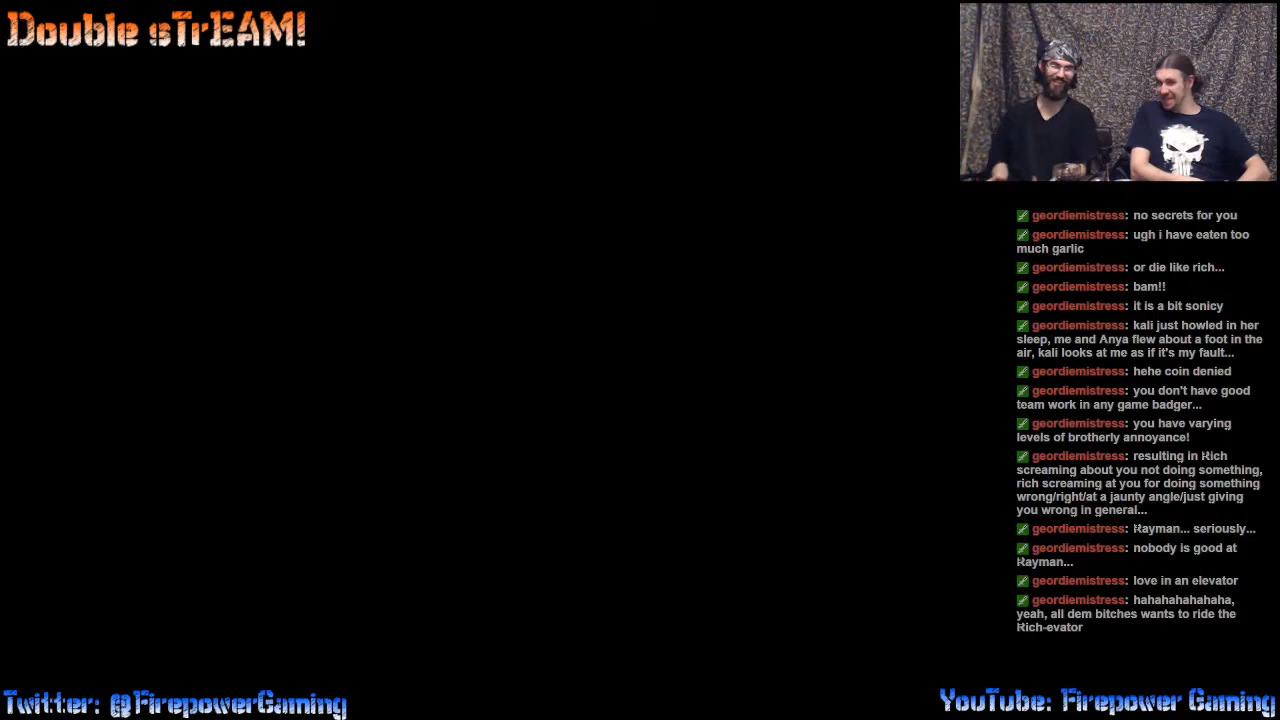 Double sTrEAM!
geordiemistress: no secrets for you
geordiemistress: ugh i have eaten too
much garlic
geordiemistress: or die like rich...
geordiemistress: bam!!
geordiemistress: it is a bit sonicy
geordiemistress: kali just howled in her
sleep, me and Anya flew about a foot in the
air, kali looks at me as if it's my fault...
geordiemistress: hehe coin denied
geordiemistress: you don't have good
team work in any game badger...
geordiemistress: you have varying
levels of brotherly annoyance!
geordiemistress: resulting in Rich
screaming about you not doing something,
rich screaming at you for doing something
wrong/right/at a jaunty angle/just giving
you wrong in general...
geordiemistress: Rayman... seriously...
geordiemistress: nobody is good at
Rayman...
geordiemistress: love in an elevator
geordiemistress: hahahahahahaha,
yeah, all dem bitches wants to ride the
Rich-evator
Twitter: @FirepowerGaming
YouTube: Firepower Gaming